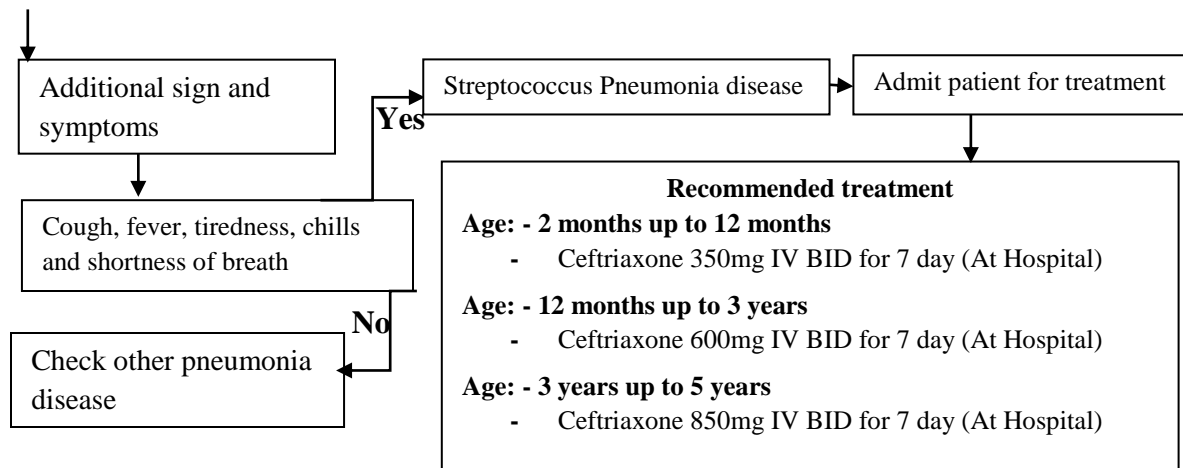 Additional sign and
symptoms
Yes
Streptococcus Pneumonia disease
Admit patient for treatment
Cough, fever, tiredness, chills
and shortness of breath
No
Check other pneumonia
disease
Recommended treatment
Age: - 2 months up to 12 months
- Ceftriaxone 350mg IV BID for 7 day (At Hospital)
Age: - 12 months up to 3 years
- Ceftriaxone 600mg IV BID for 7 day (At Hospital)
Age: - 3 years up to 5 years
- Ceftriaxone 850mg IV BID for 7 day (At Hospital)